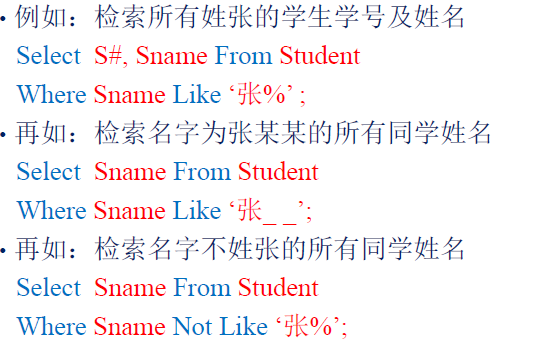 • 例如：检索所有姓张的学生学号及姓名
Select S#, Sname From Student
Where Sname Like ‘张%’ ;
• 再如：检索名字为张某某的所有同学姓名
Select Sname From Student
Where Sname Like ‘张_ _’;
• 再如：检索名字不姓张的所有同学姓名
Select Sname From Student
Where Sname Not Like ‘张%’;